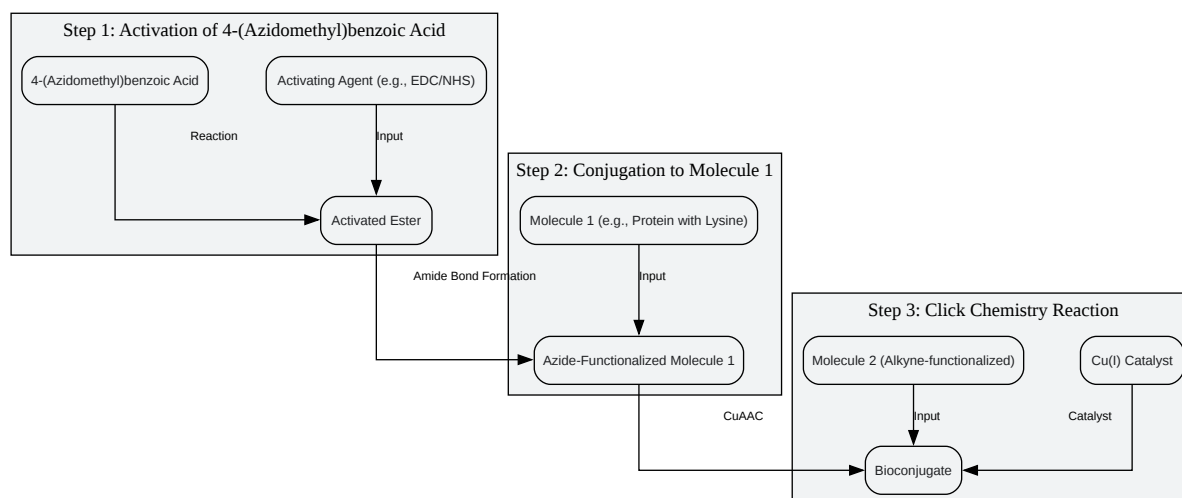 Step 1: Activation of 4-(Azidomethyl)benzoic Acid
4-(Azidomethyl)benzoic Acid
Activating Agent (e.g., EDC/NHS)
Reaction
Input
Activated Ester
Step 2: Conjugation to Molecule 1
Molecule 1 (e.g., Protein with Lysine)
Amide Bond Formation
Input
Azide-Functionalized Molecule 1
Step 3: Click Chemistry Reaction
Molecule 2 (Alkyne-functionalized)
Cu(I) Catalyst
CuAAC
Input
Catalyst
Bioconjugate